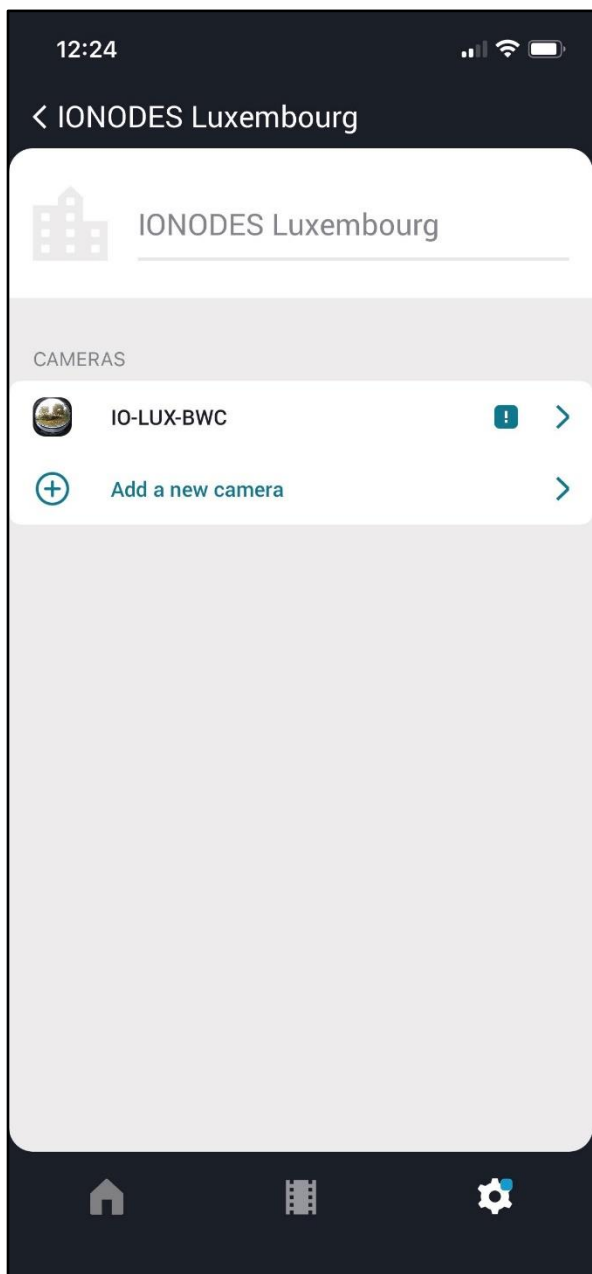 12:24
IONODES Luxembourg
IONODES Luxembourg
CAMERAS
IO-LUX-BWC
!
Add a new camera